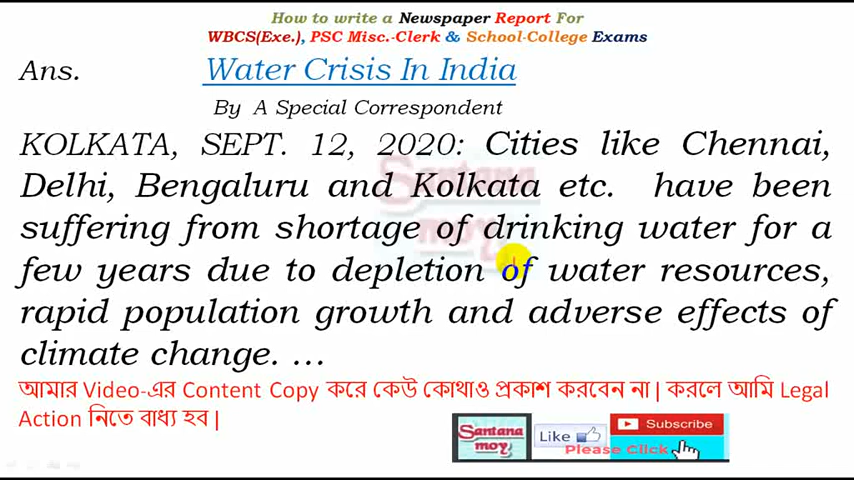 How to write a Newspaper Report For
WBCS(Exe.), PSC Misc.-Clerk & School-College Exams
Ans. Water Crisis In India
By A Special Correspondent
KOLKATA, SEPT. 12, 2020: Cities like Chennai,
Delhi, Bengaluru and Kolkata etc. have been
suffering from shortage of drinking water for a
few years due to depletion of water resources,
rapid population growth and adverse effects of
climate change. ...
আমার Video-এর Content Copy করে কেউ কোথাও প্রকাশ করবেন না। করলে আমি Legal
Action নিতে বাধ্য হব।
Santana
moy
Like
Subscribe
Please Click